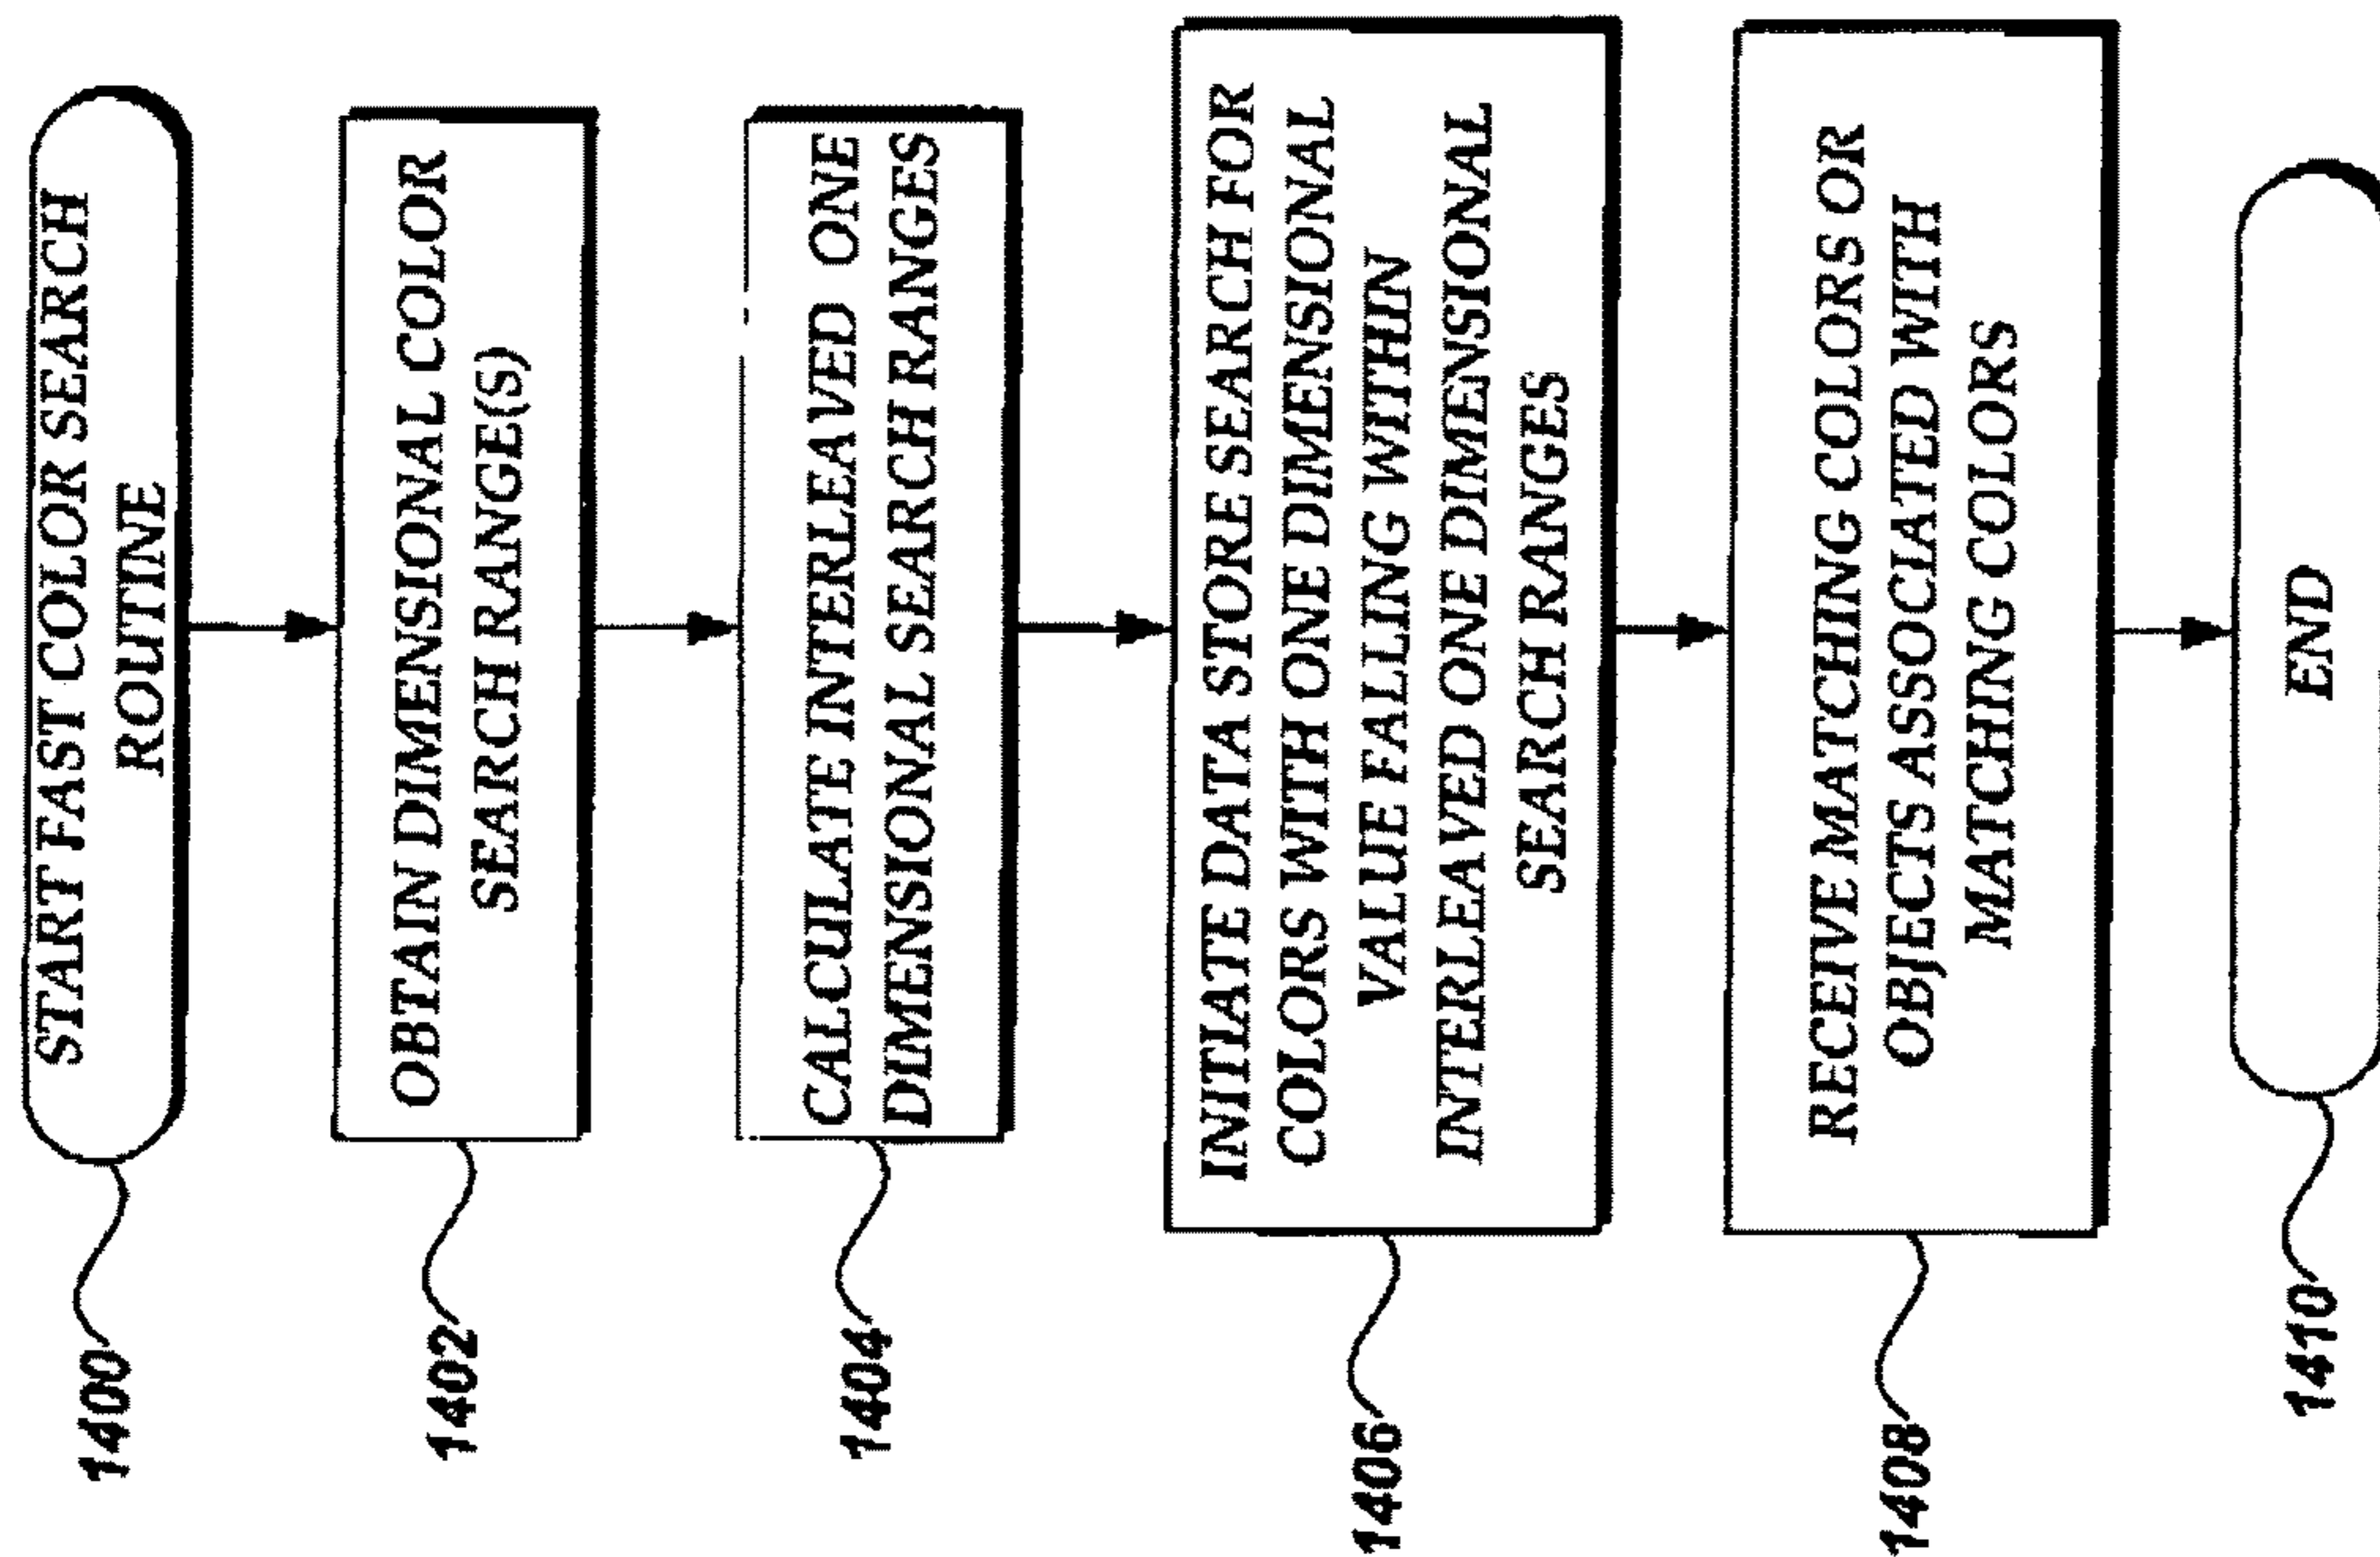 START FAST COLOR SEARCH
ROUTINE
1400
OBTAIN DIMENSIONAL COLOR
SEARCH RANGE(S)
1402
CALCULATE INTERLEAVED ONE
DIMENSIONAL SEARCH RANGES
1404
INITIATE DATA STORE SEARCH FOR
COLORS WITH ONE DIMENSIONAL
VALUE FALLING WITHIN
INTERLEAVED ONE DIMENSIONAL
SEARCH RANGES
1406
RECEIVE MATCHING COLORS OR
OBJECTS ASSOCIATED WITH
MATCHING COLORS
1408
END
1410